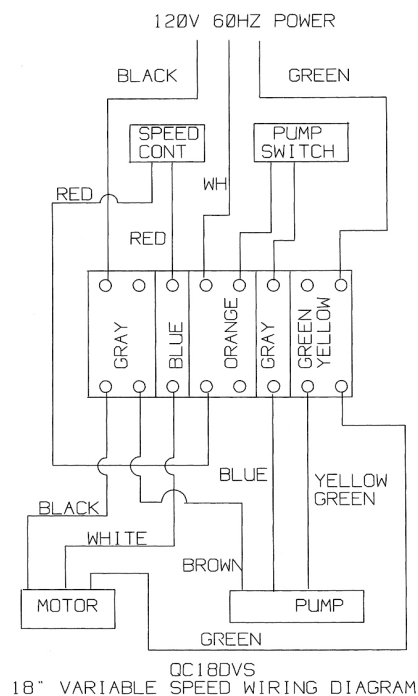 120V 60HZ POWER
BLACK
GREEN
SPEED
CONT
PUMP
SWITCH
RED
WH
RED
GRAY
BLUE
ORANGE
GRAY
GREEN
YELLOW
BLUE
YELLOW
GREEN
BLACK
WHITE
BROWN
MOTOR
PUMP
GREEN
QC18DVS
18" VARIABLE SPEED WIRING DIAGRAM